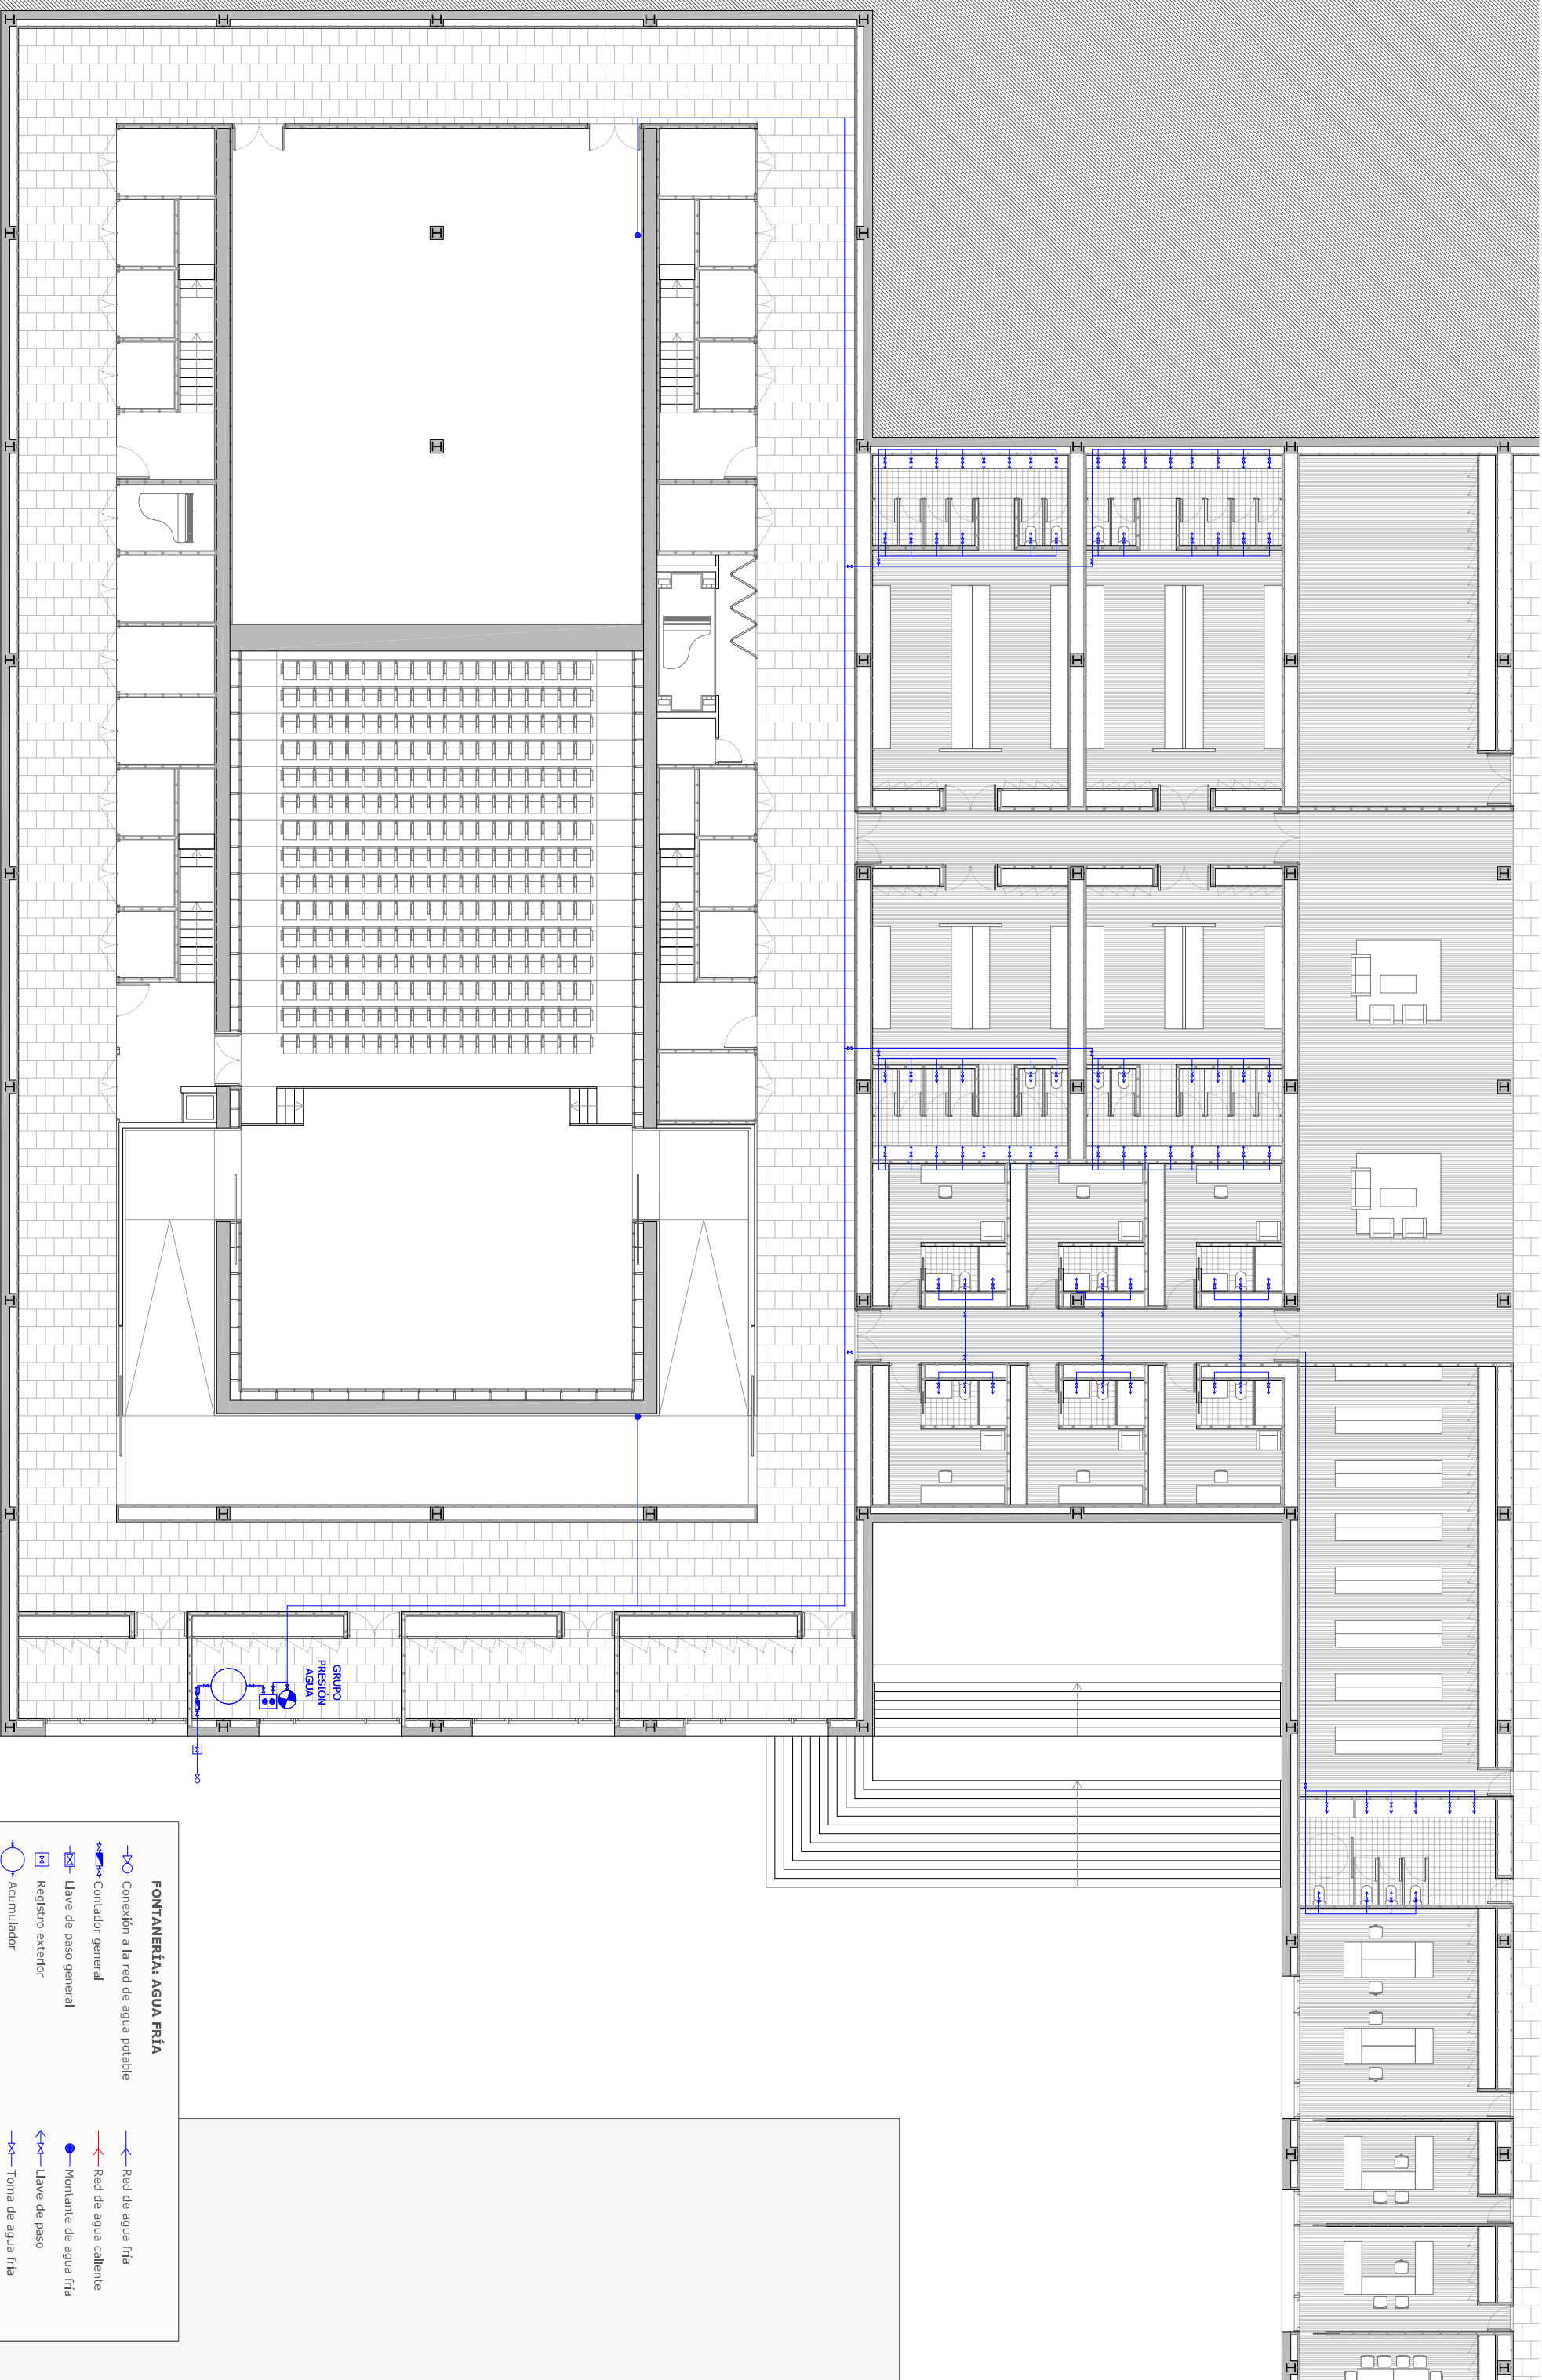 GRUPO
PRESIÓN
AGUA
FONTANERÍA: AGUA FRÍA
Conexión a la red de agua potable
Contador general
Llave de paso general
Registro exterior
Acumulador
Red de agua fría
Red de agua caliente
Montante de agua fría
Llave de paso
Toma de agua fría